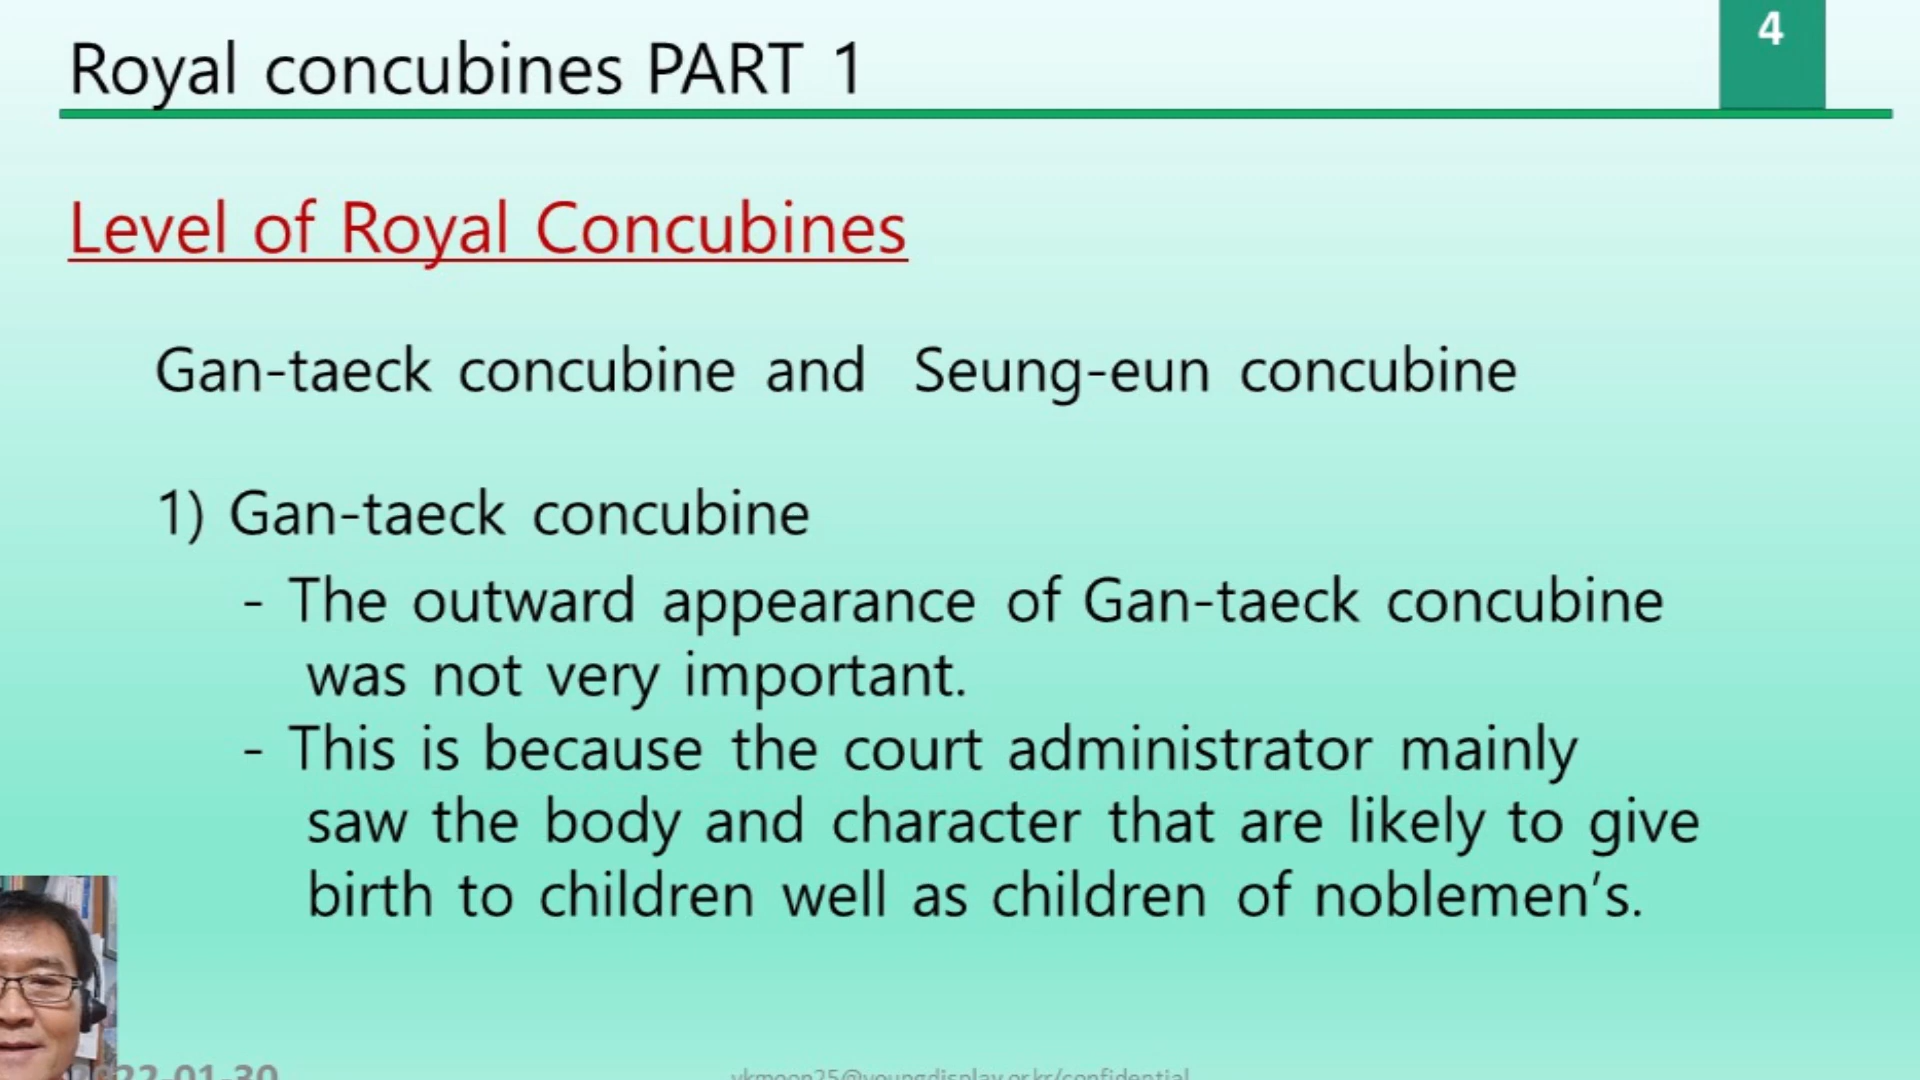 Royal concubines PART 1
4
Level of Royal Concubines
Gan-taeck concubine and Seung-eun concubine
1) Gan-taeck concubine
- The outward appearance of Gan-taeck concubine
was not very important.
- This is because the court administrator mainly
saw the body and character that are likely to give
birth to children well as children of noblemen's.
2022-01-30
ykmoon25@youngdisplay.or.kr/confidential